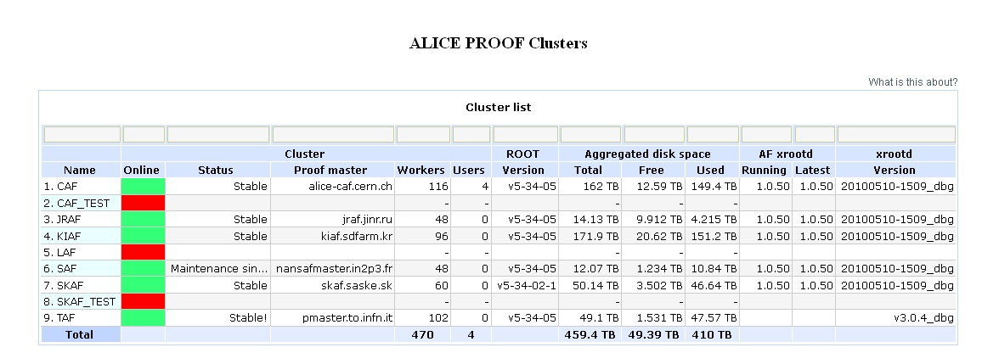 ALICE PROOF Clusters
What is this about?
Cluster list
Cluster ROOT Aggregated disk space AF xrootd xrootd
Name Online Status Proof master Workers Users Version Total Free Used Running Latest Version
1. CAF Stable alice-caf.cern.ch 116 4 v5-34-05 162 TB 12.59 TB 149.4 TB 1.0.50 1.0.50 20100510-1509_dbg
2. CAF_TEST - - - - -
3. JRAF Stable jraf.jinr.ru 48 0 v5-34-05 14.13 TB 9.912 TB 4.215 TB 1.0.50 1.0.50 20100510-1509_dbg
4. KIAF Stable kiaf.sdfarm.kr 96 0 v5-34-05 171.9 TB 20.62 TB 151.2 TB 1.0.50 1.0.50 20100510-1509_dbg
5. LAF - - - - -
6. SAF Maintenance sin... nansafmaster.in2p3.fr 48 0 v5-34-05 12.07 TB 1.234 TB 10.84 TB 1.0.50 1.0.50 20100510-1509_dbg
7. SKAF Stable skaf.saske.sk 60 0 v5-34-02-1 50.14 TB 3.502 TB 46.64 TB 1.0.50 1.0.50 20100510-1509_dbg
8. SKAF_TEST - - - - -
9. TAF Stable! pmaster.to.infn.it 102 0 v5-34-05 49.1 TB 1.531 TB 47.57 TB v3.0.4_dbg
Total 470 4 459.4 TB 49.39 TB 410 TB